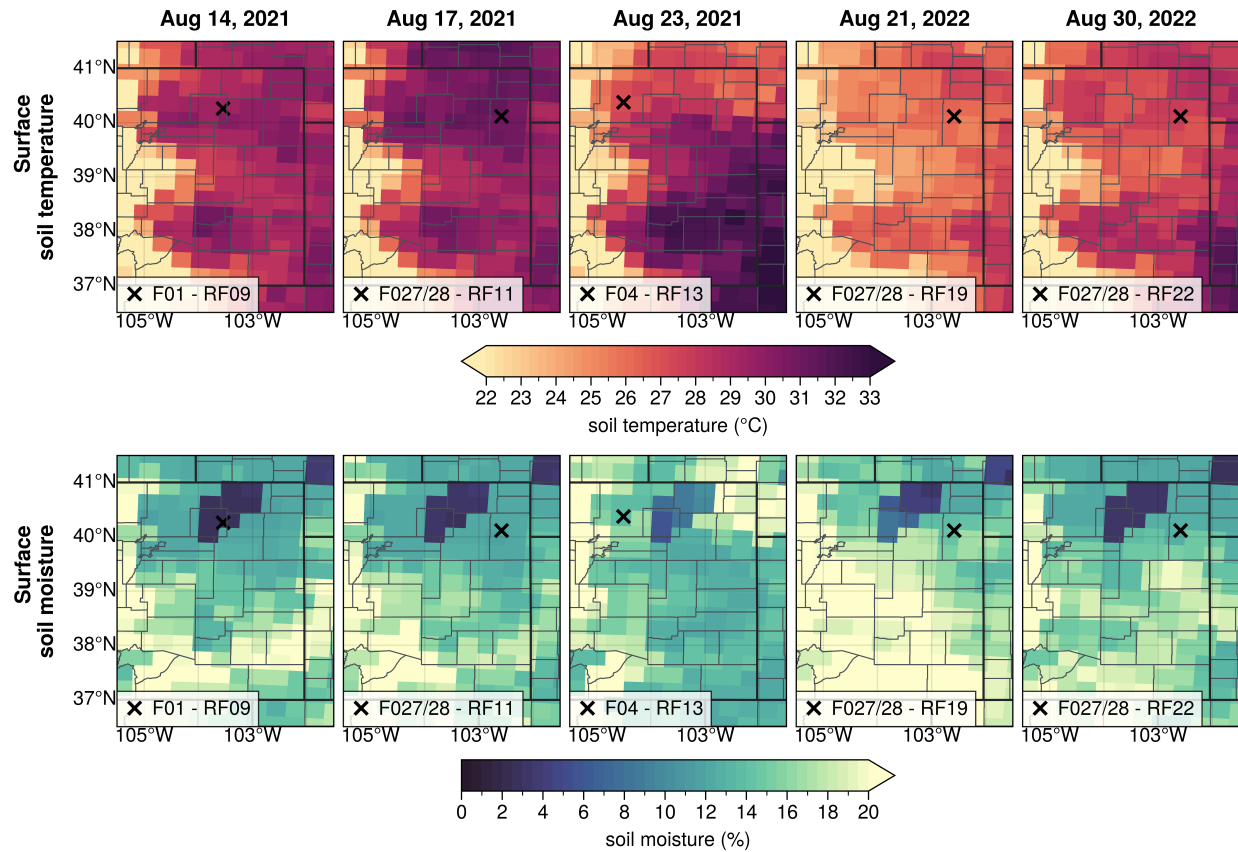 Aug 14, 2021 Aug 17, 2021 Aug 23, 2021 Aug 21, 2022 Aug 30, 2022
Surface
soil temperature
41°N
40°N
39°N
38°N
37°N
F01 - RF09 F027/28 - RF11 F04 - RF13 F027/28 - RF19 F027/28 - RF22
105°W 103°W 105°W 103°W 105°W 103°W 105°W 103°W 105°W 103°W
22 23 24 25 26 27 28 29 30 31 32 33
soil temperature (°C)
Surface
soil moisture
41°N
40°N
39°N
38°N
37°N
F01 - RF09 F027/28 - RF11 F04 - RF13 F027/28 - RF19 F027/28 - RF22
105°W 103°W 105°W 103°W 105°W 103°W 105°W 103°W 105°W 103°W
0 2 4 6 8 10 12 14 16 18 20
soil moisture (%)